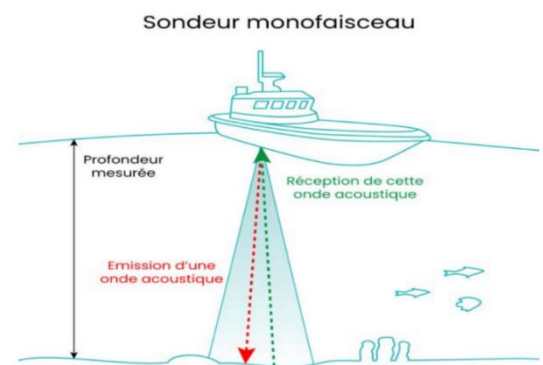 Sondeur monofaisceau
Profondeur
mesurée
Réception de cette
onde acoustique
Emission d'une
onde acoustique